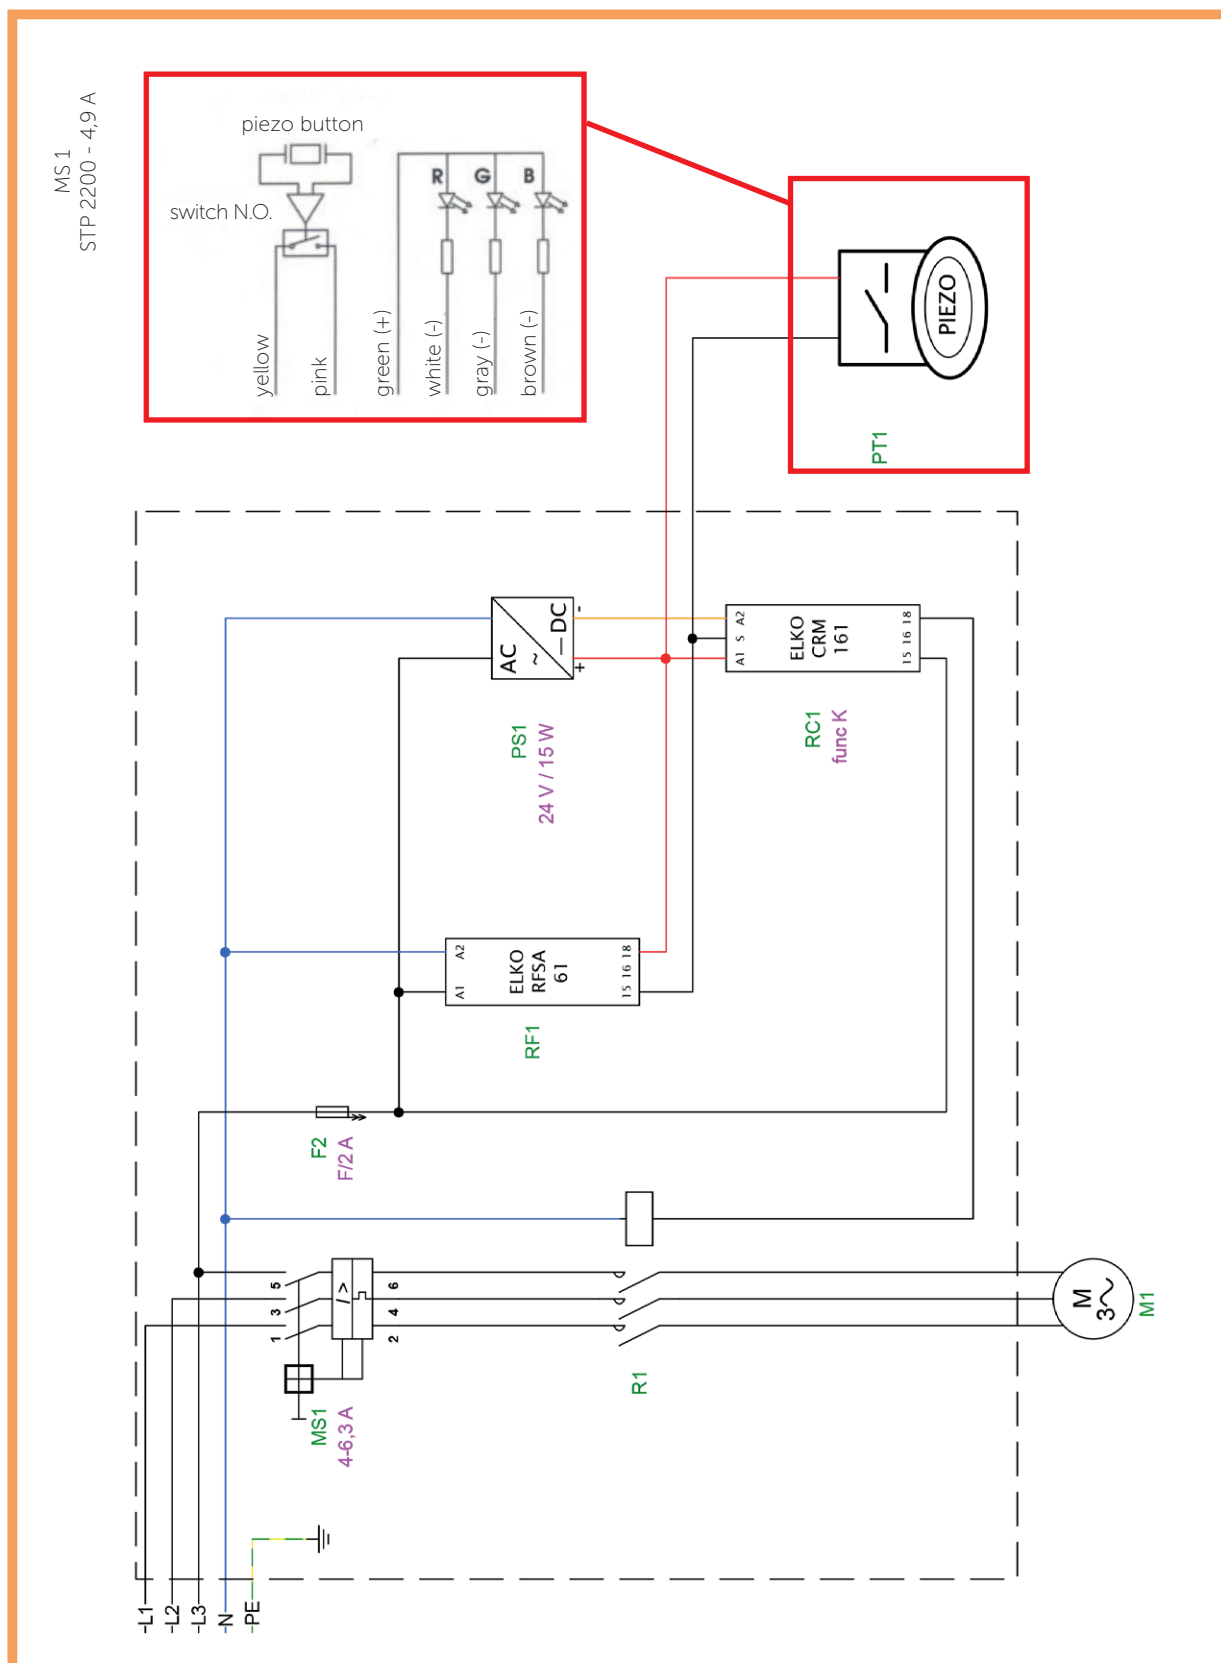 MS 1
STP 2200 - 4,9 A
piezo button
switch N.O.
yellow
pink
green (+)
white (-)
gray (-)
brown (-)
R
G
B
PIEZO
PT1
AC
~
DC
+
-
PS1
24 V / 15 W
A1 S A2
ELKO
CRM
161
15 16 18
RC1
func K
A1 A2
ELKO
RFSA
61
15 16 18
RF1
F2
F/2 A
1 3 5
I >
2 4 6
MS1
4-6,3 A
R1
M
3~
M1
-L1-
-L2-
-L3-
-N-
-PE-